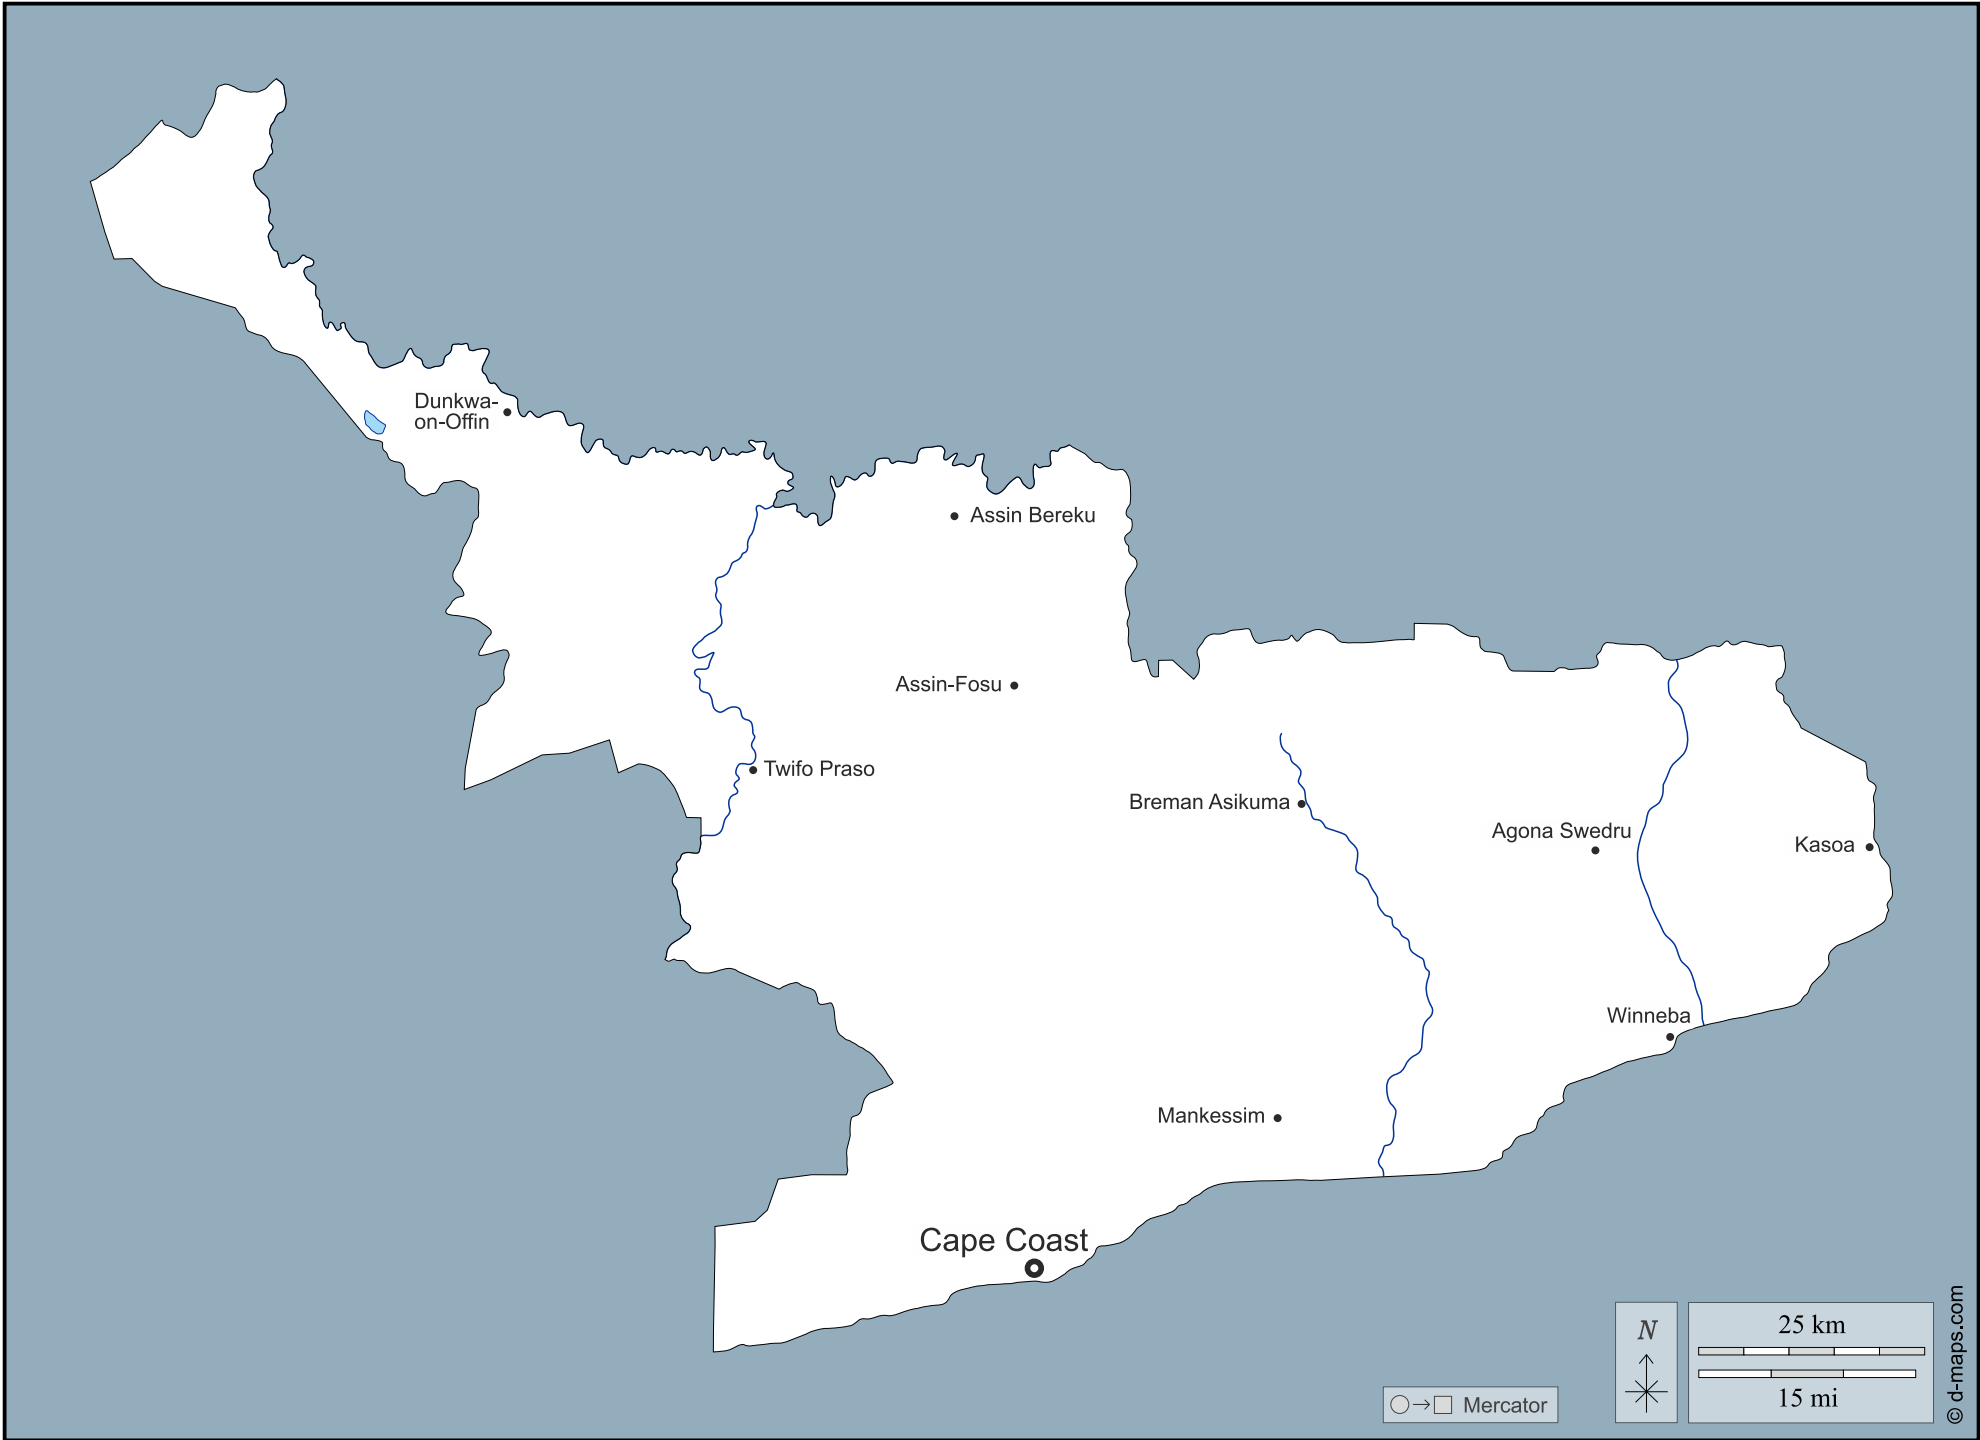 Dunkwa-
on-Offin
Assin Bereku
Assin-Fosu
Twifo Praso
Breman Asikuma
Agona Swedru
Kasoa
Winneba
Mankessim
Cape Coast
N
25 km
15 mi
Mercator
© d-maps.com